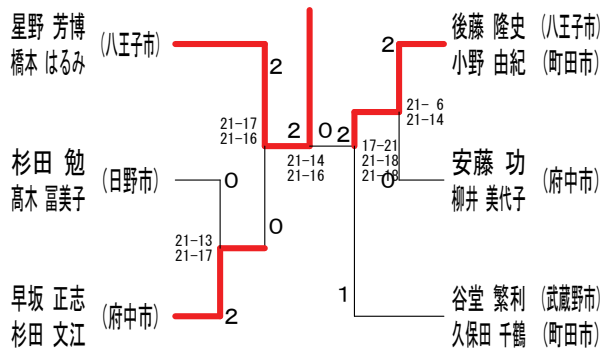 星野 芳博
橋本 はるみ
(八王子市)
2
21-17
21-16
杉田 勉
髙木 冨美子
(日野市)
0
0
21-13
21-17
早坂 正志
杉田 文江
(府中市)
2
2
0
21-14
21-16
後藤 隆史
(八王子市)
小野 由紀
(町田市)
2
21- 6
21-14
2
17-21
21-18
21-18
安藤 功
柳井 美代子
(府中市)
0
1
谷堂 繁利
(武蔵野市)
久保田 千鶴
(町田市)